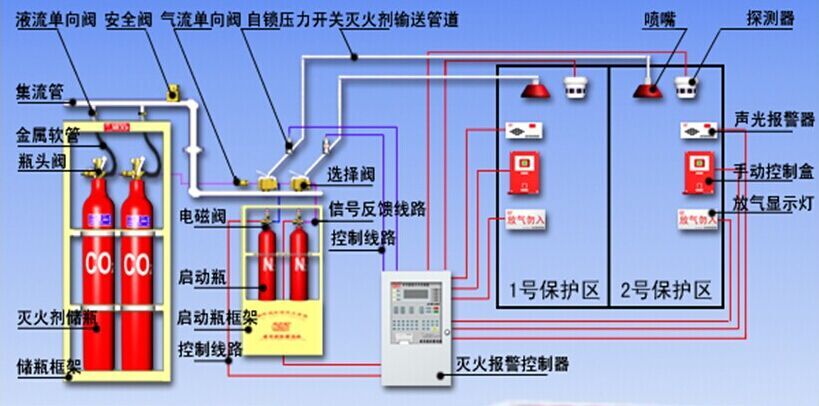 液流单向阀 安全阀 气流单向阀 自锁压力开关灭火剂输送管道 喷嘴 探测器
集流管
金属软管
瓶头阀
声光报警器
手动控制盒
选择阀
电磁阀
信号反馈线路
放气显示灯
放气勿入
放气勿入
控制线路
CO2
CO2
N
N
启动瓶
1号保护区
2号保护区
灭火剂储瓶
启动瓶框架
控制线路
灭火报警控制器
储瓶框架